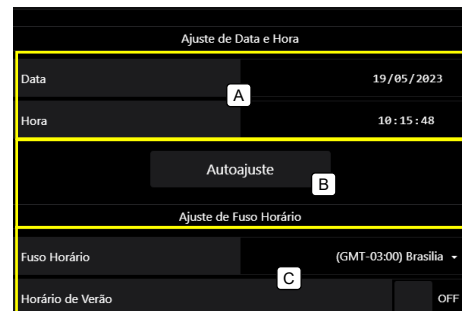 Ajuste de Data e Hora
Data 19/05/2023
A
Hora 10:15:48
Autoajuste
B
Ajuste de Fuso Horário
Fuso Horário (GMT-03:00) Brasilia
C
Horário de Verão OFF